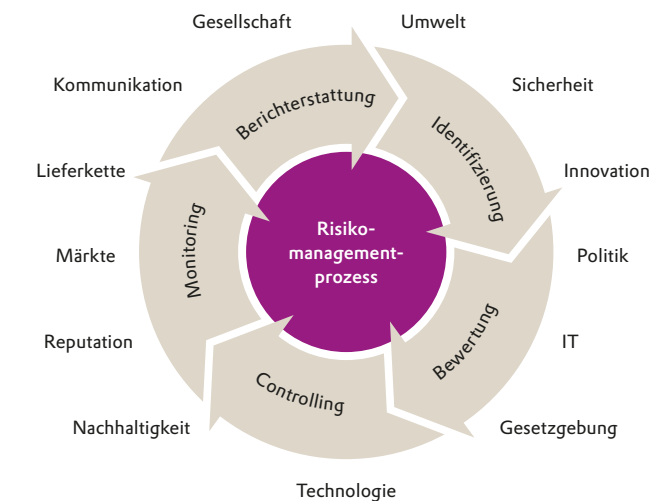 Gesellschaft
Umwelt
Kommunikation
Sicherheit
Berichterstattung
Identifizierung
Lieferkette
Innovation
Risiko-
management-
prozess
Monitoring
Märkte
Politik
Reputation
IT
Bewertung
Controlling
Nachhaltigkeit
Gesetzgebung
Technologie